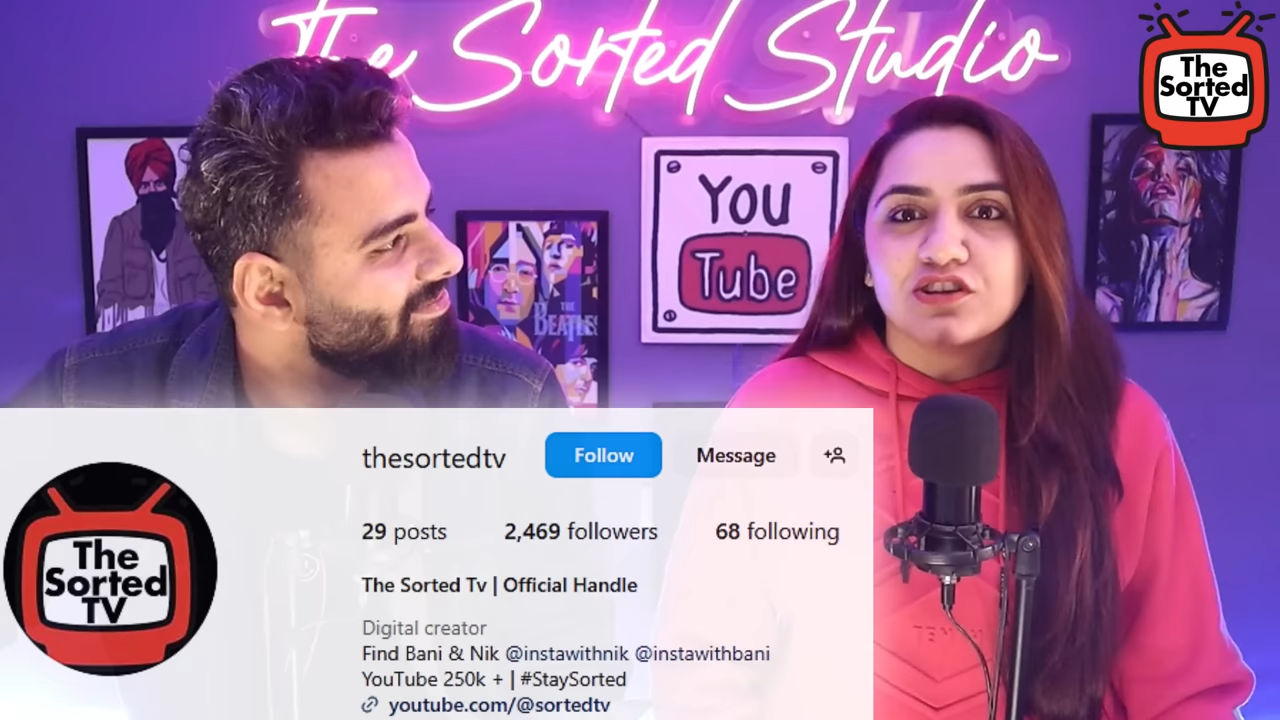 The Sorted Studio
The
Sorted
TV
YOU
Tube
THE
BEATLES
thesortedtv
Follow
Message
29 posts
2,469 followers
68 following
The Sorted Tv | Official Handle
Digital creator
Find Bani & Nik @instawithnik @instawithbani
YouTube 250k + | #StaySorted
youtube.com/@sortedtv
The
Sorted
TV